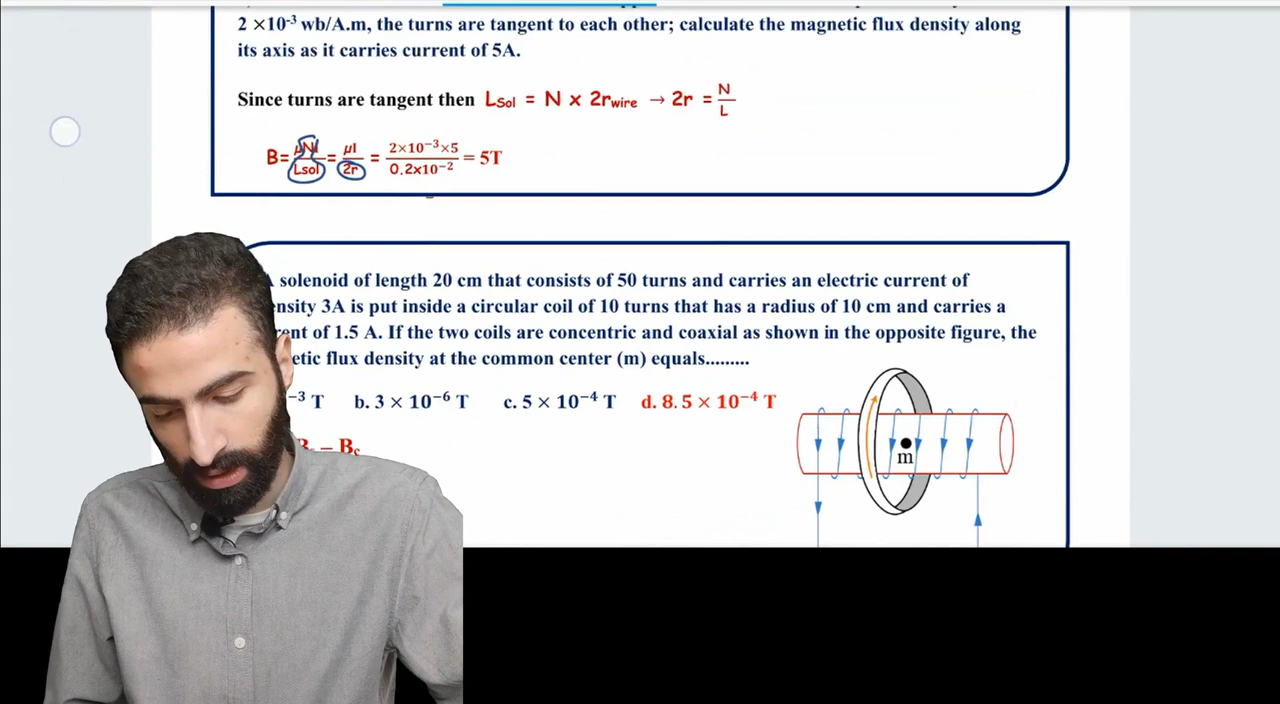 2 ×10⁻³ wb/A.m, the turns are tangent to each other; calculate the magnetic flux density along
its axis as it carries current of 5A.
Since turns are tangent then L_Sol = N x 2r_wire → 2r = N/L
B= μNI/Lsol = μI/2r = 2×10⁻³×5/0.2x10⁻² = 5T
solenoid of length 20 cm that consists of 50 turns and carries an electric current of
nsity 3A is put inside a circular coil of 10 turns that has a radius of 10 cm and carries a
rent of 1.5 A. If the two coils are concentric and coaxial as shown in the opposite figure, the
etic flux density at the common center (m) equals.........
⁻³ T b. 3 × 10⁻⁶ T c. 5 × 10⁻⁴ T d. 8.5 × 10⁻⁴ T
− B_c
m